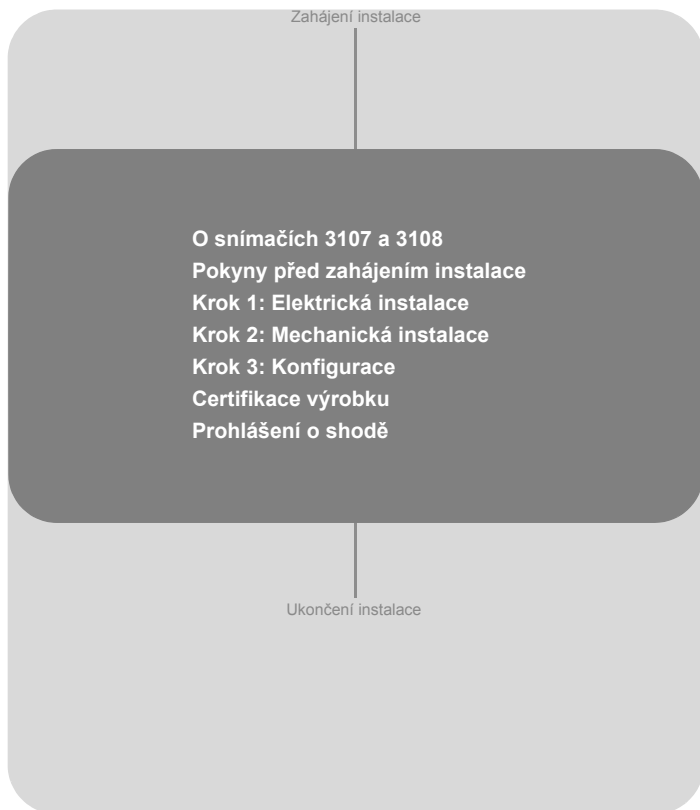 Zahájení instalace
O snímačích 3107 a 3108
Pokyny před zahájením instalace
Krok 1: Elektrická instalace
Krok 2: Mechanická instalace
Krok 3: Konfigurace
Certifikace výrobku
Prohlášení o shodě
Ukončení instalace